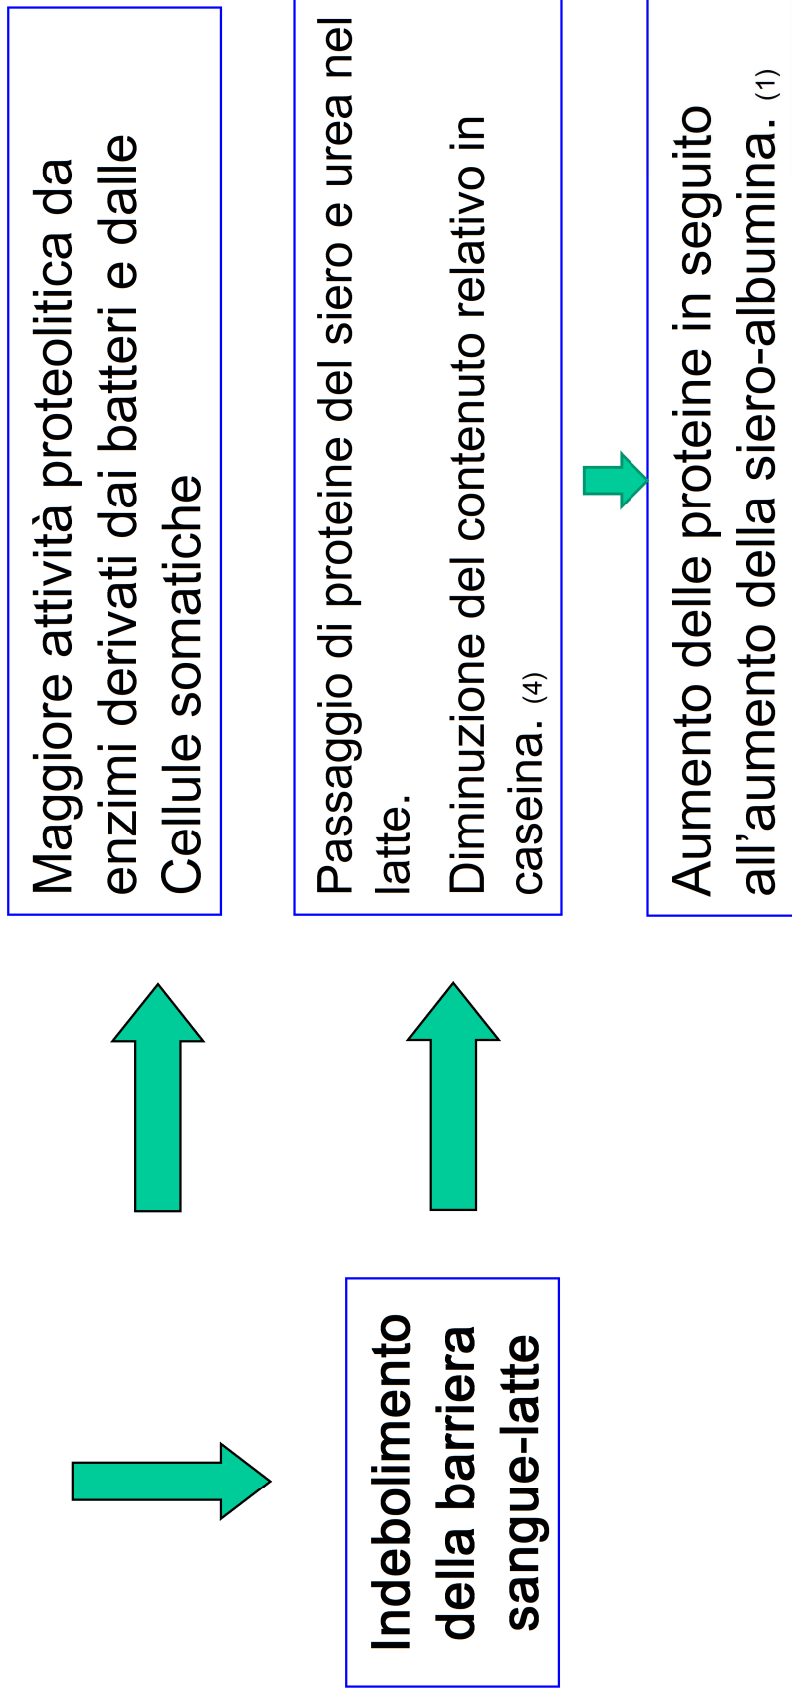 Maggiore attività proteolitica da
enzimi derivati dai batteri e dalle
Cellule somatiche
Passaggio di proteine del siero e urea nel
latte.
Diminuzione del contenuto relativo in
caseina. (4)
Indebolimento
della barriera
sangue-latte
Aumento delle proteine in seguito
all’aumento della siero-albumina. (1)